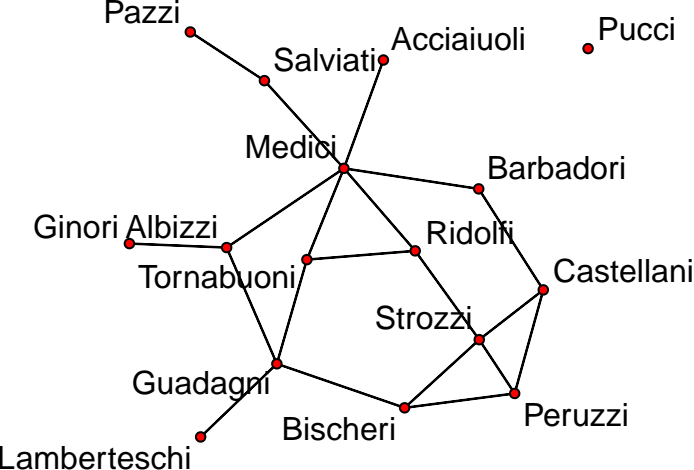 Pazzi
Pucci
Acciaiuoli
Salviati
Medici
Barbadori
Ginori Albizzi
Ridolfi
Castellani
Tornabuoni
Strozzi
Guadagni
Peruzzi
Bischeri
Lamberteschi